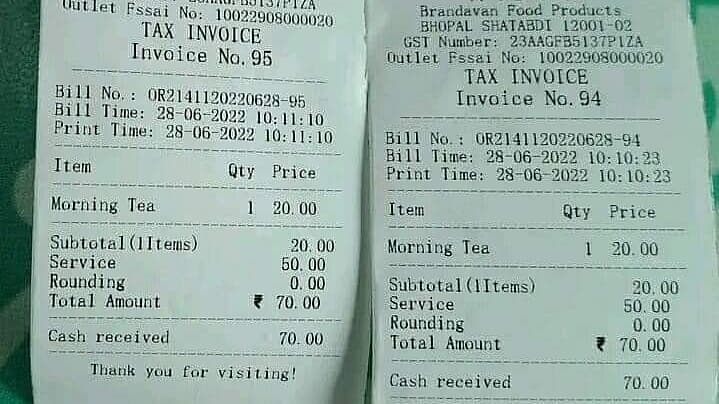 Outlet Fssai No: 10022908000020
TAX INVOICE
Invoice No. 95
Bill No.: OR2141120220628-95
Bill Time: 28-06-2022 10:11:10
Print Time: 28-06-2022 10:11:10
Item Qty Price
Morning Tea 1 20.00
Subtotal(1Items) 20.00
Service 50.00
Rounding 0.00
Total Amount ₹ 70.00
Cash received 70.00
Thank you for visiting!
Brandavan Food Products
BHOPAL SHATABDI 12001-02
GST Number: 23AAGFB5137P1ZA
Outlet Fssai No: 10022908000020
TAX INVOICE
Invoice No. 94
Bill No.: OR2141120220628-94
Bill Time: 28-06-2022 10:10:23
Print Time: 28-06-2022 10:10:23
Item Qty Price
Morning Tea 1 20.00
Subtotal(1Items) 20.00
Service 50.00
Rounding 0.00
Total Amount ₹ 70.00
Cash received 70.00